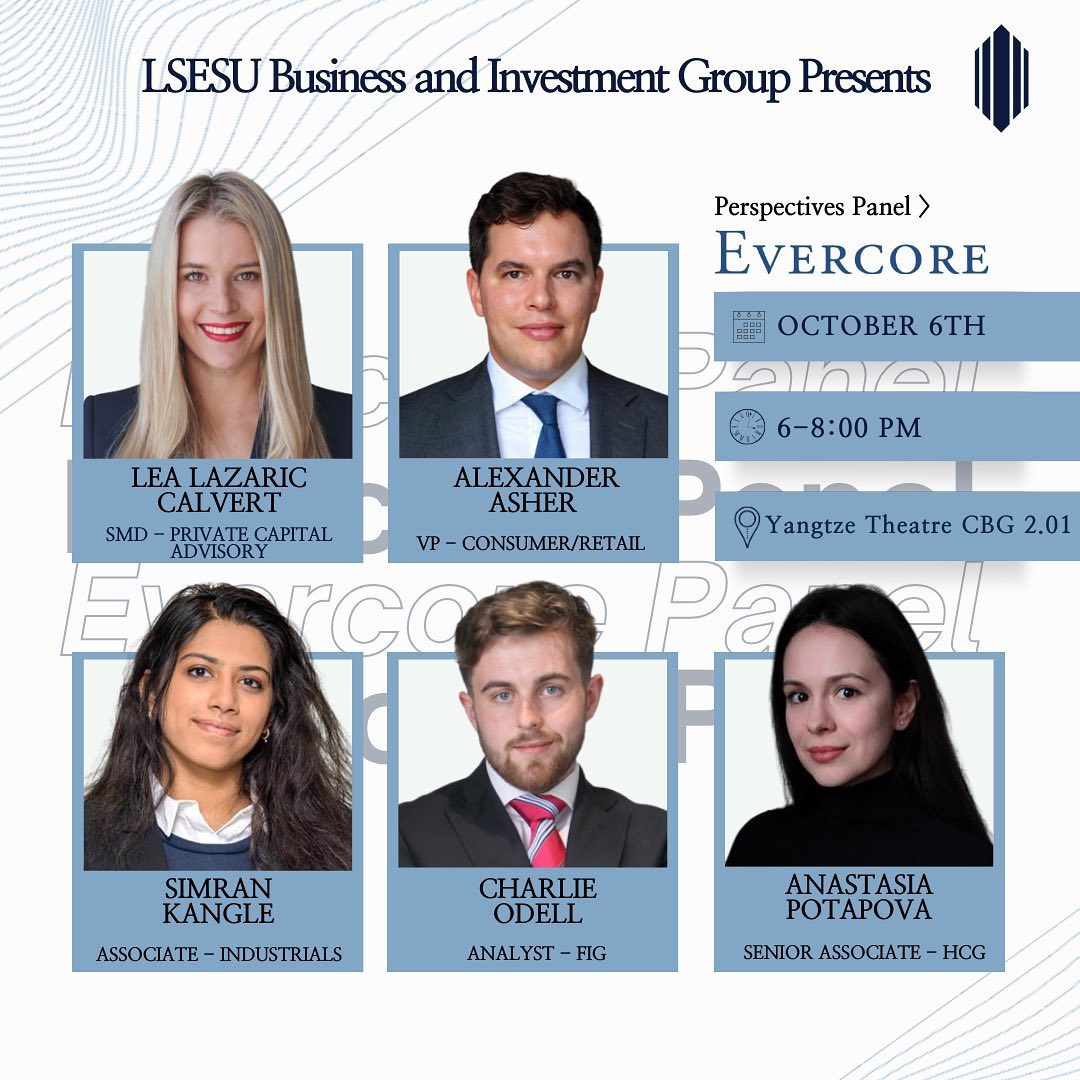 LSESU Business and Investment Group Presents
Perspectives Panel 〉
EVERCORE
OCTOBER 6TH
6-8:00 PM
Yangtze Theatre CBG 2.01
LEA LAZARIC
CALVERT
SMD - PRIVATE CAPITAL
ADVISORY
ALEXANDER
ASHER
VP - CONSUMER/RETAIL
Panel
Panel
Evercore Panel
SIMRAN
KANGLE
ASSOCIATE - INDUSTRIALS
CHARLIE
ODELL
ANALYST - FIG
ANASTASIA
POTAPOVA
SENIOR ASSOCIATE - HCG